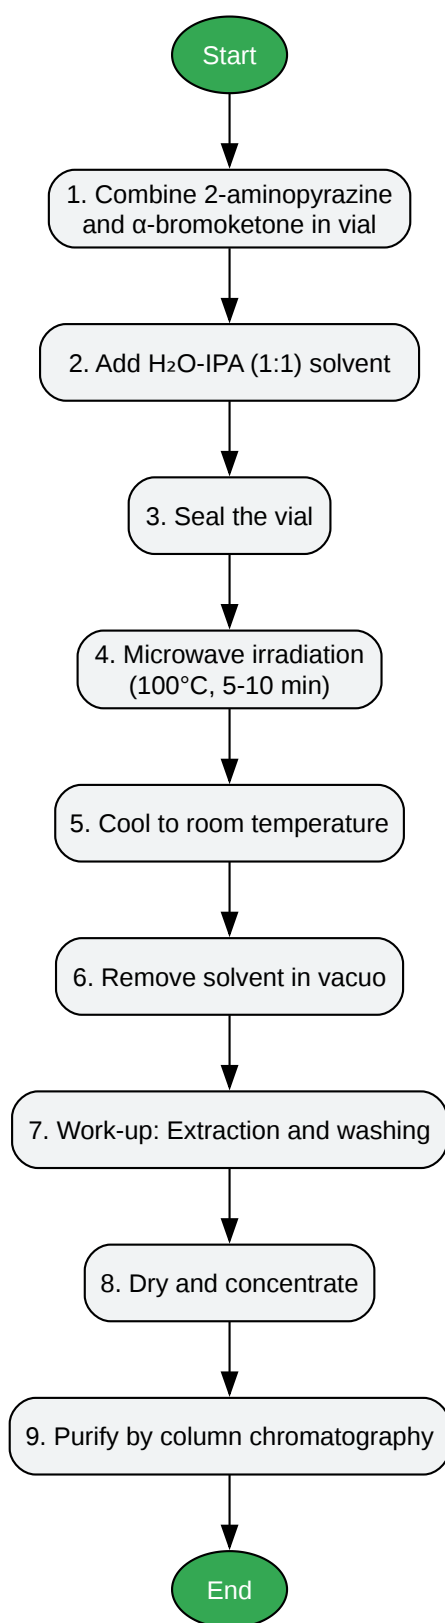 Start
1. Combine 2-aminopyrazine
and α-bromoketone in vial
2. Add H₂O-IPA (1:1) solvent
3. Seal the vial
4. Microwave irradiation
(100°C, 5-10 min)
5. Cool to room temperature
6. Remove solvent in vacuo
7. Work-up: Extraction and washing
8. Dry and concentrate
9. Purify by column chromatography
End